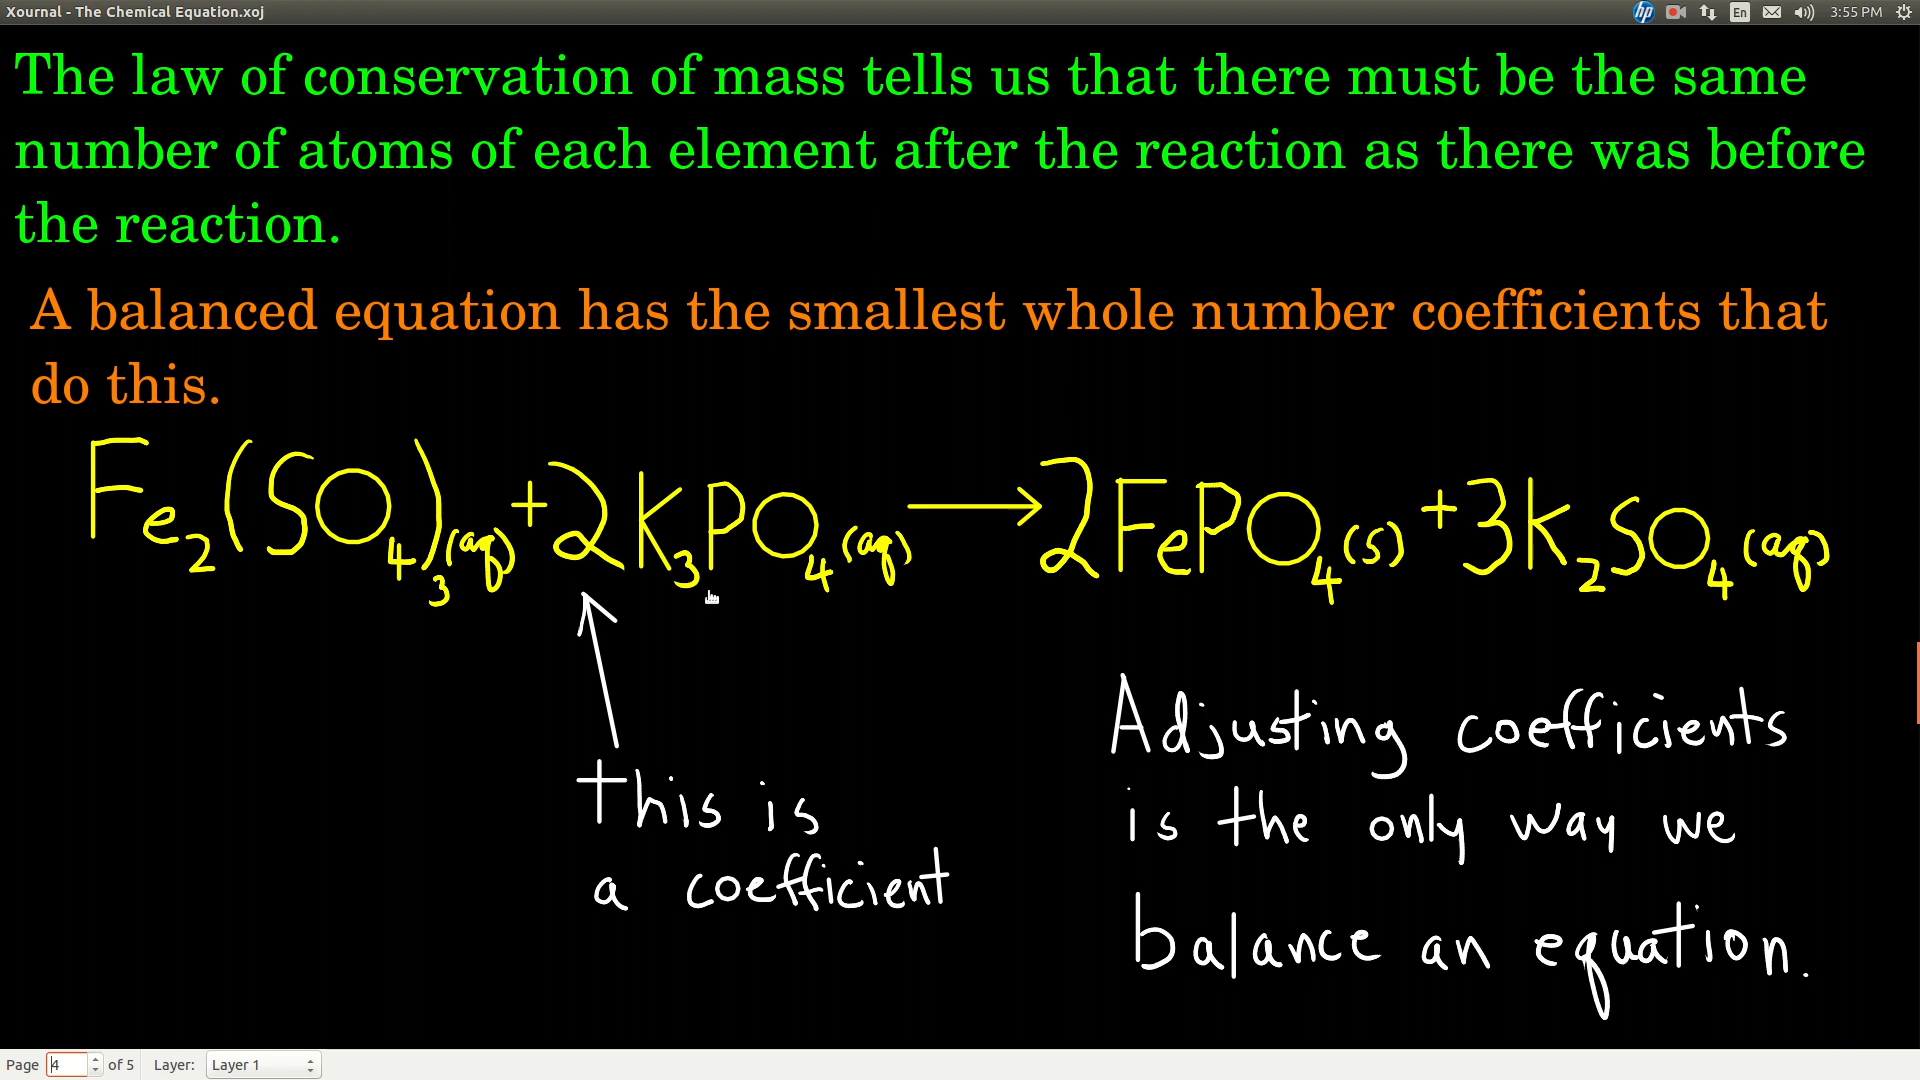 Xournal - The Chemical Equation.xoj
hp En 3:55 PM
The law of conservation of mass tells us that there must be the same
number of atoms of each element after the reaction as there was before
the reaction.
A balanced equation has the smallest whole number coefficients that
do this.
Fe₂(SO₄)₃(aq) + 2K₃PO₄(aq) → 2FePO₄(s) + 3K₂SO₄(aq)
This is
a coefficient
Adjusting coefficients
is the only way we
balance an equation.
Page 4 of 5 Layer: Layer 1